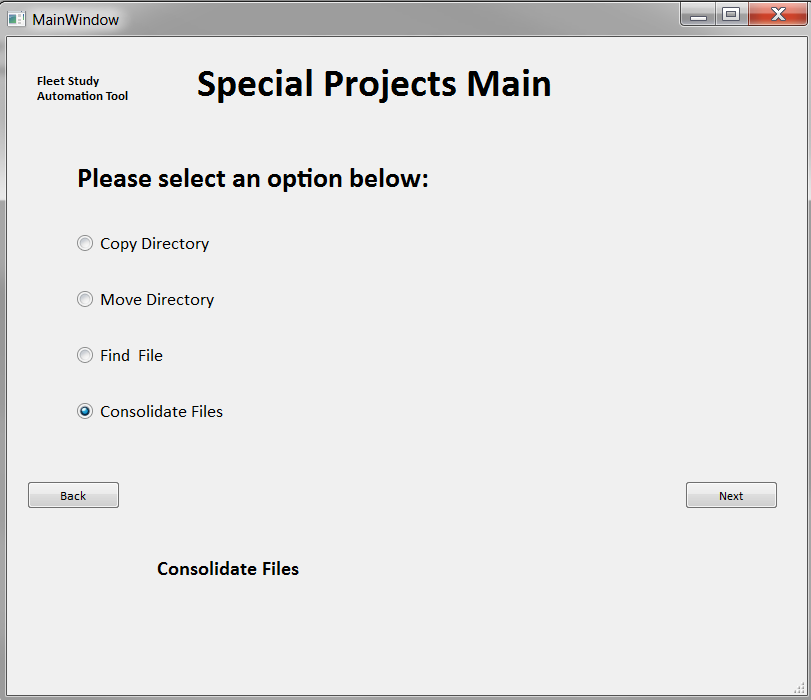 MainWindow
Fleet Study
Automation Tool
Special Projects Main
Please select an option below:
Copy Directory
Move Directory
Find  File
Consolidate Files
Back
Next
Consolidate Files